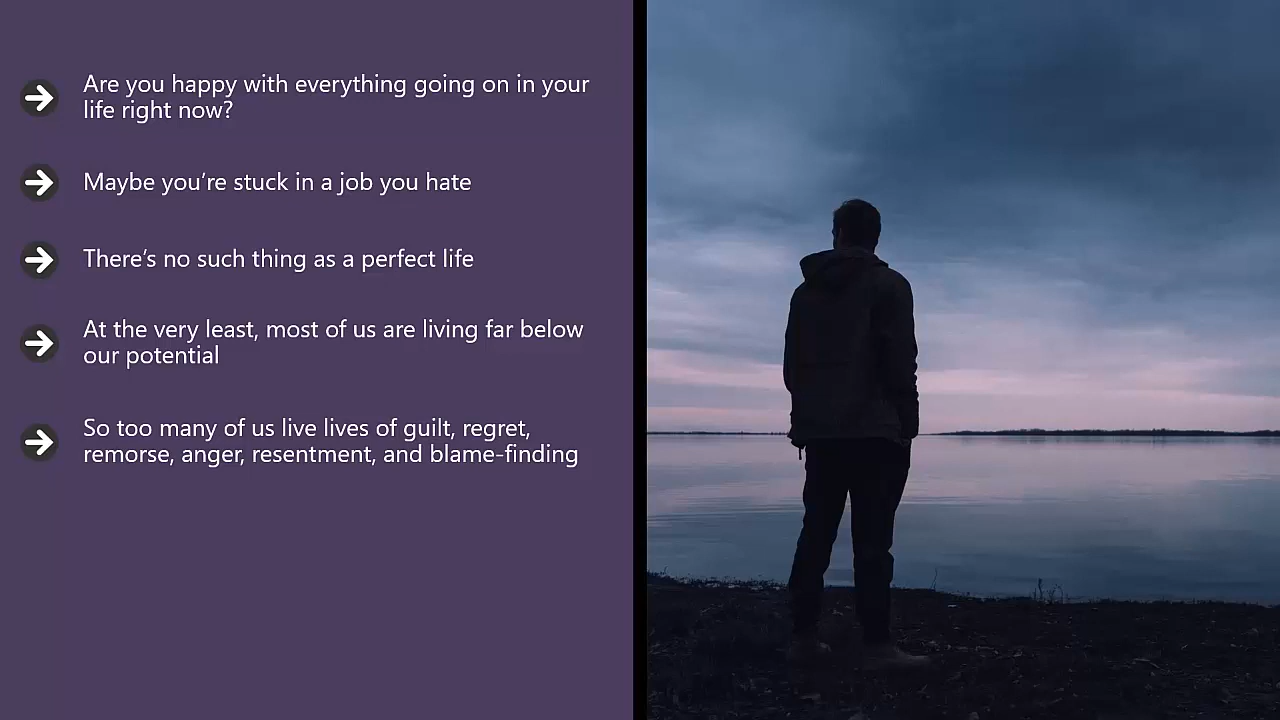 Are you happy with everything going on in your
life right now?
Maybe you’re stuck in a job you hate
There’s no such thing as a perfect life
At the very least, most of us are living far below
our potential
So too many of us live lives of guilt, regret,
remorse, anger, resentment, and blame-finding